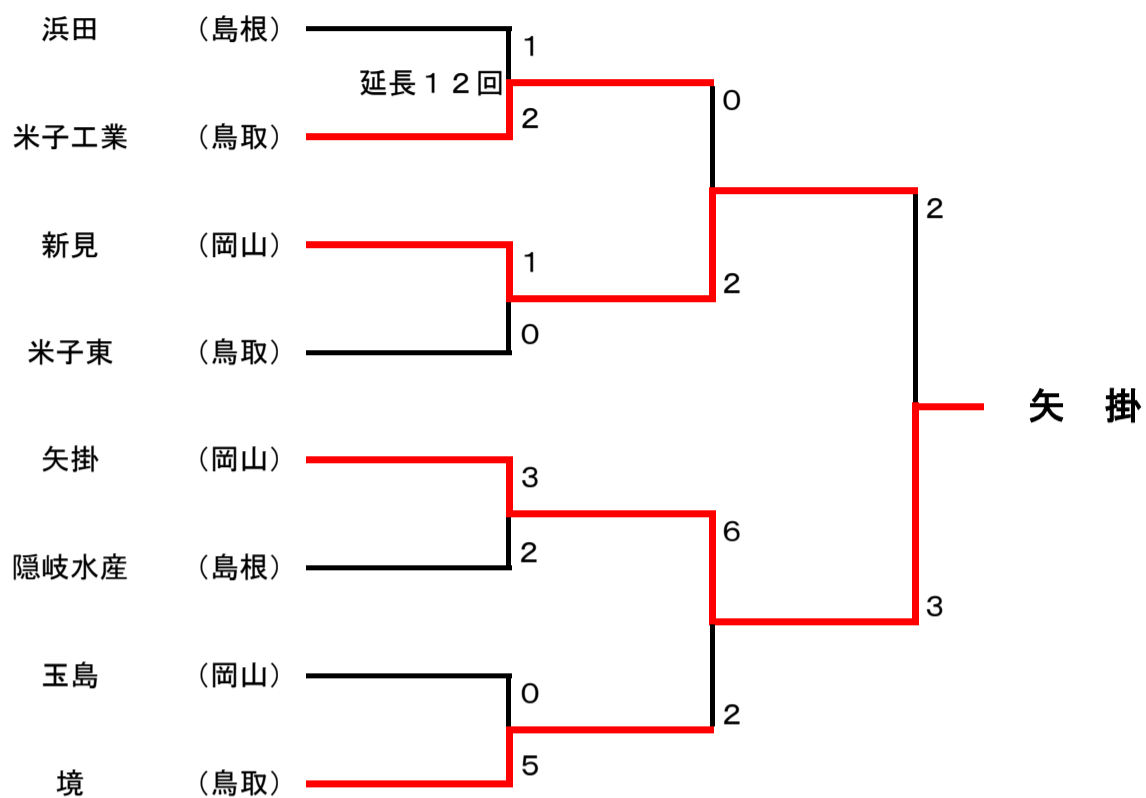 浜田 （島根）
1
延長１２回
0
2
米子工業 （鳥取）
2
新見 （岡山）
1
2
0
米子東 （鳥取）
矢　掛
矢掛 （岡山）
3
6
2
隠岐水産 （島根）
3
玉島 （岡山）
0
2
5
境 （鳥取）